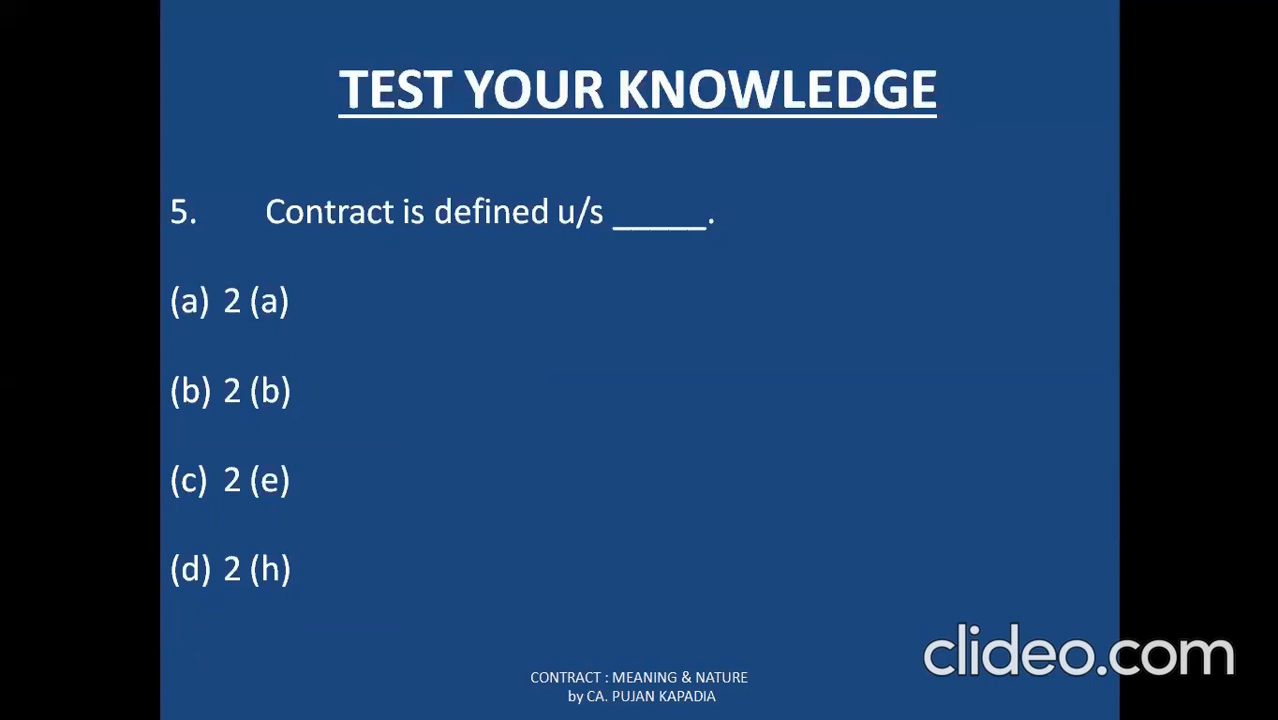 TEST YOUR KNOWLEDGE
5. Contract is defined u/s _____.
(a) 2 (a)
(b) 2 (b)
(c) 2 (e)
(d) 2 (h)
clideo.com
CONTRACT : MEANING & NATURE
by CA. PUJAN KAPADIA